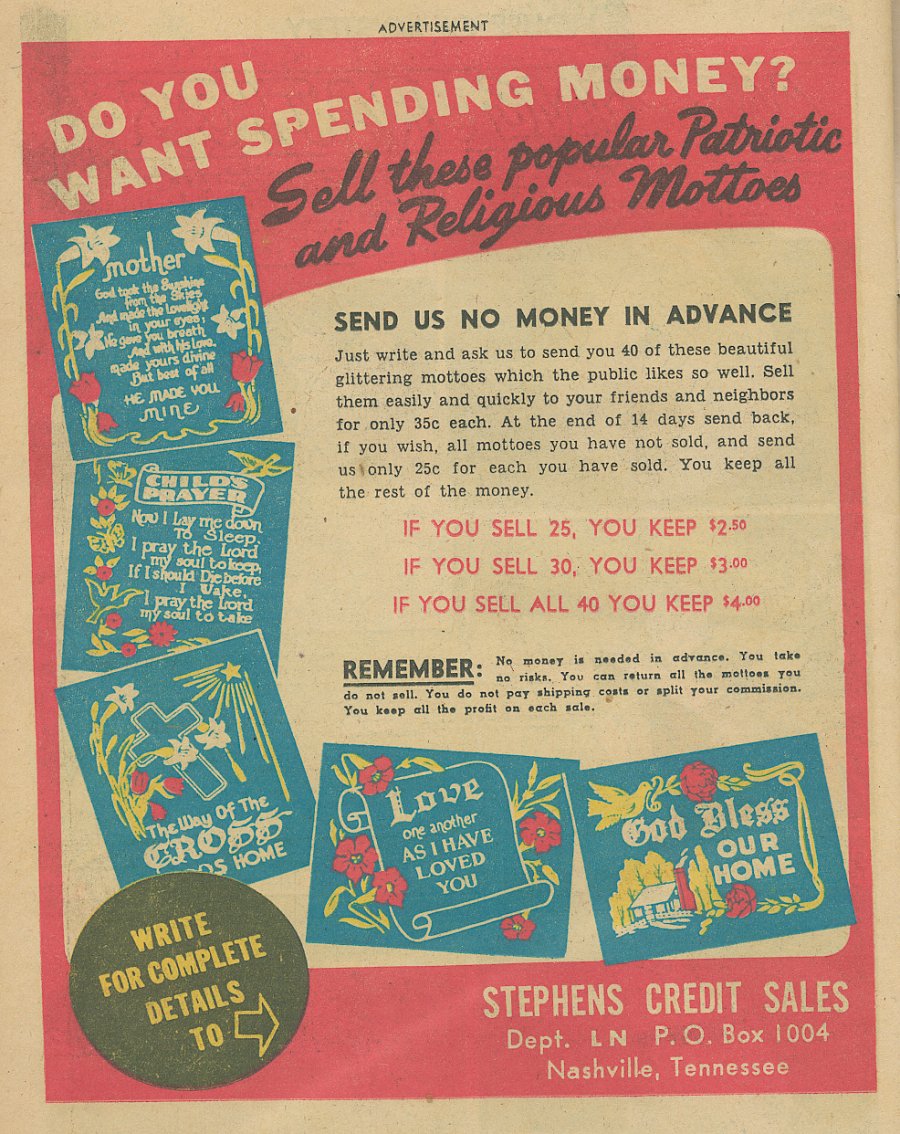 ADVERTISEMENT
DO YOU
WANT SPENDING MONEY?
Sell these popular Patriotic
and Religious Mottoes
mother
God took the Sunshine
from the Skies
And made the Lovelight
in your eyes;
He gave you breath
And with his Love.
made yours divine
But best of all
HE MADE YOU
MINE
SEND US NO MONEY IN ADVANCE
Just write and ask us to send you 40 of these beautiful
glittering mottoes which the public likes so well. Sell
them easily and quickly to your friends and neighbors
for only 35c each. At the end of 14 days send back,
if you wish, all mottoes you have not sold, and send
us only 25c for each you have sold. You keep all
the rest of the money.
IF YOU SELL 25, YOU KEEP $2.50
IF YOU SELL 30, YOU KEEP $3.00
IF YOU SELL ALL 40 YOU KEEP $4.00
REMEMBER: No money is needed in advance. You take
no risks. You can return all the mottoes you
do not sell. You do not pay shipping costs or split your commission.
You keep all the profit on each sale.
CHILD'S
PRAYER
Now I Lay me down
To Sleep,
I pray the Lord
my soul to keep,
If I should Die before
I Wake,
I pray the Lord
my soul to take
The Way Of The
CROSS
DS HOME
Love
one another
AS I HAVE
LOVED
YOU
God Bless
OUR
HOME
WRITE
FOR COMPLETE
DETAILS
TO
STEPHENS CREDIT SALES
Dept. LN P. O. Box 1004
Nashville, Tennessee